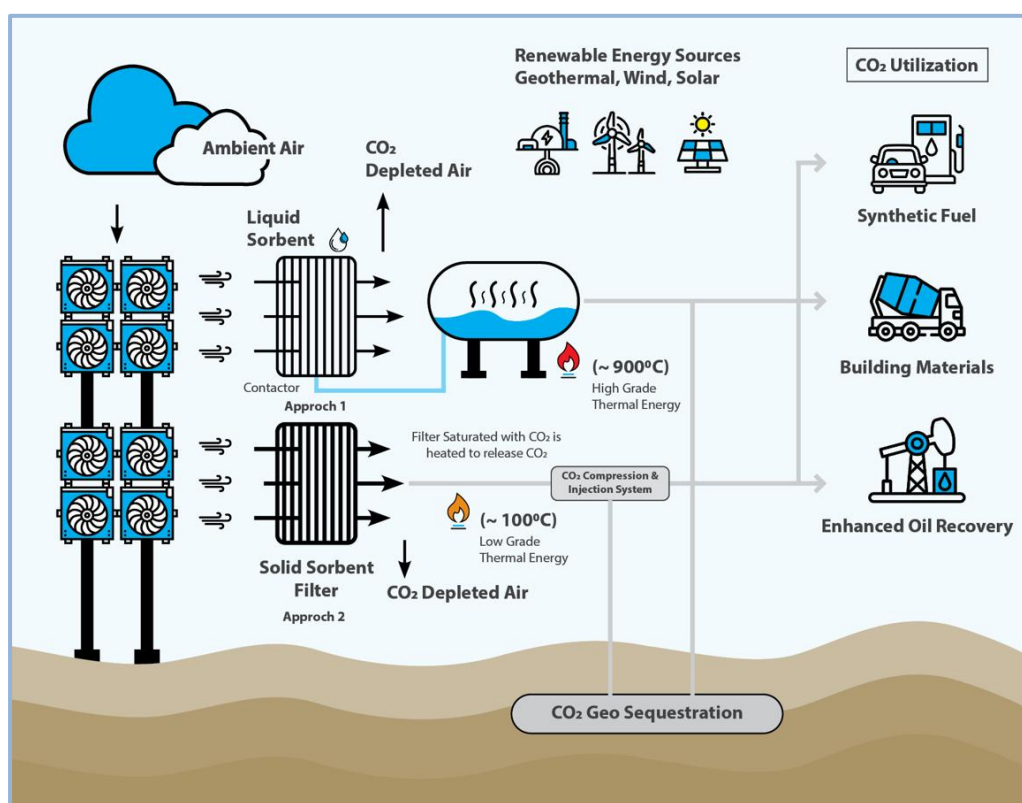 Renewable Energy Sources
Geothermal, Wind, Solar
CO₂ Utilization
Ambient Air
CO₂
Depleted Air
Liquid
Sorbent
Synthetic Fuel
(~ 900⁰C)
High Grade
Thermal Energy
Building Materials
Contactor
Approch 1
Filter Saturated with CO₂ is
heated to release CO₂
CO₂ Compression &
Injection System
(~ 100⁰C)
Low Grade
Thermal Energy
Enhanced Oil Recovery
Solid Sorbent
Filter
Approch 2
CO₂ Depleted Air
CO₂ Geo Sequestration